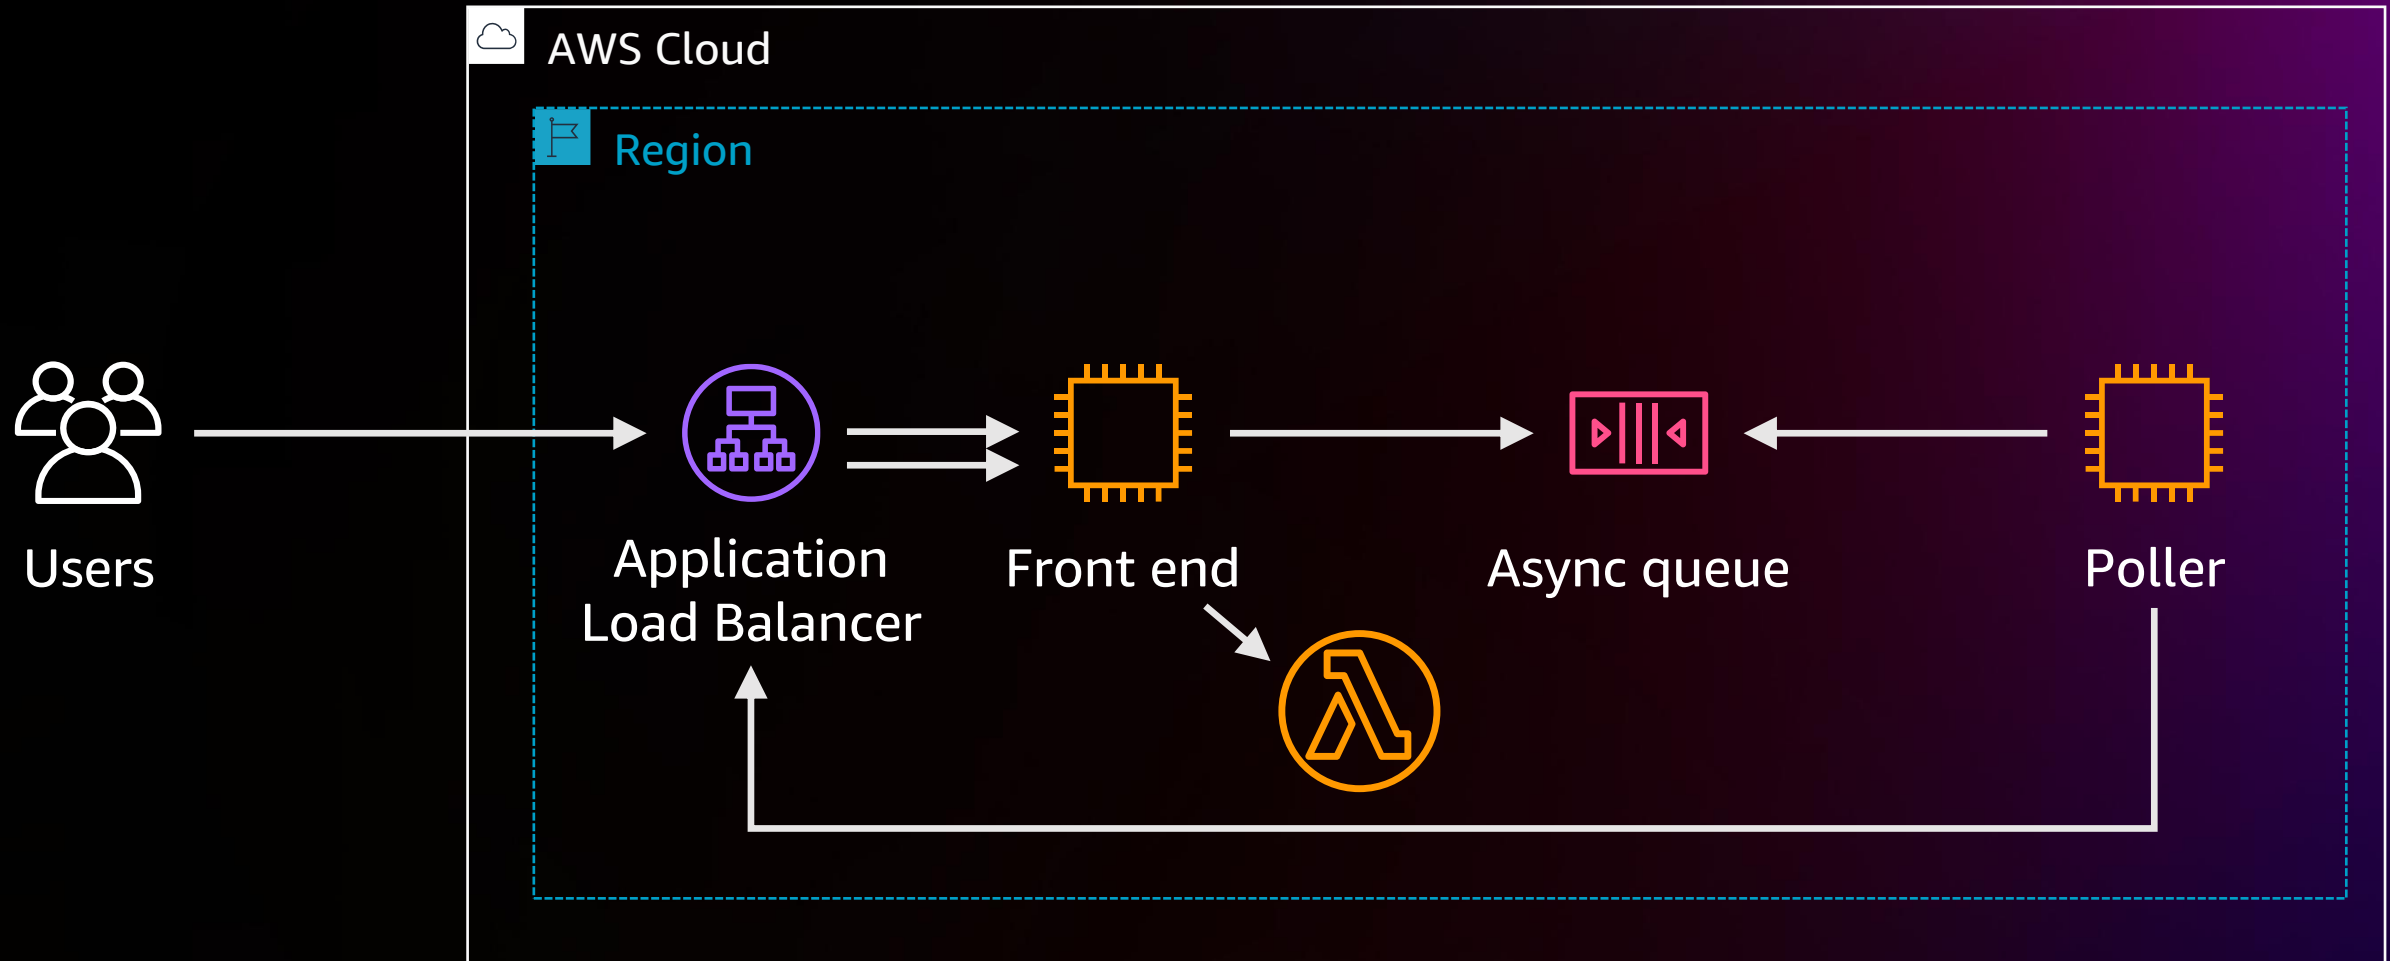 AWS Cloud
Region
Users
Application
Load Balancer
Front end
Async queue
Poller